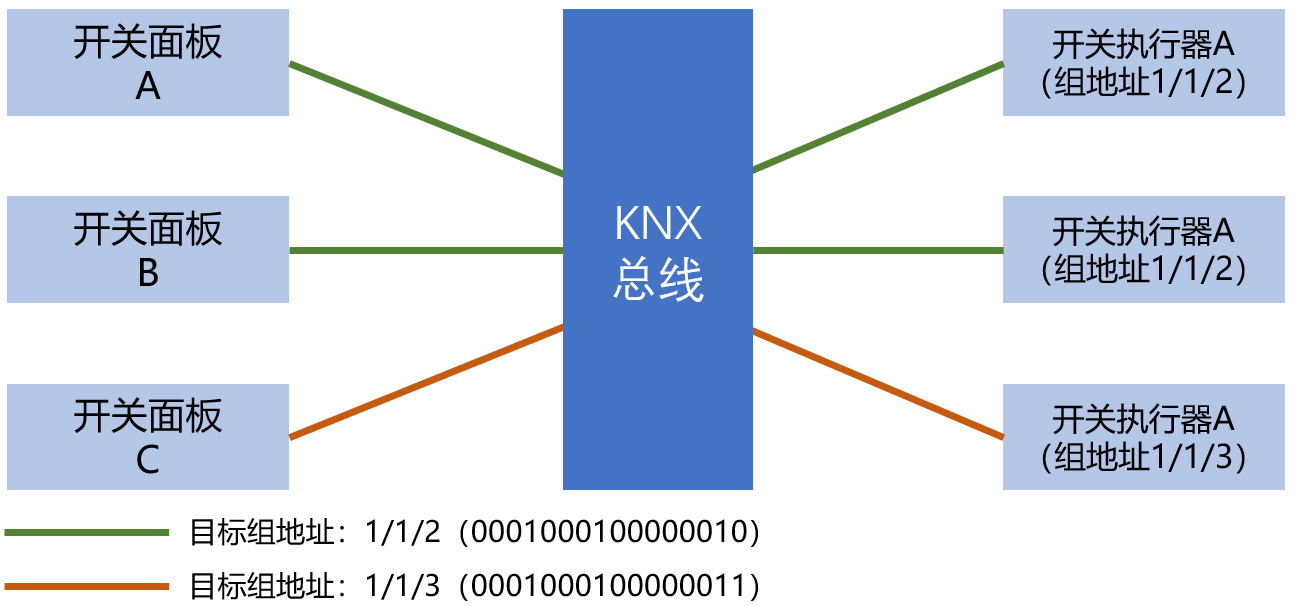 开关面板
A
开关执行器A
（组地址1/1/2）
KNX
总线
开关面板
B
开关执行器A
（组地址1/1/2）
开关面板
C
开关执行器A
（组地址1/1/3）
目标组地址：1/1/2（0001000100000010）
目标组地址：1/1/3（0001000100000011）